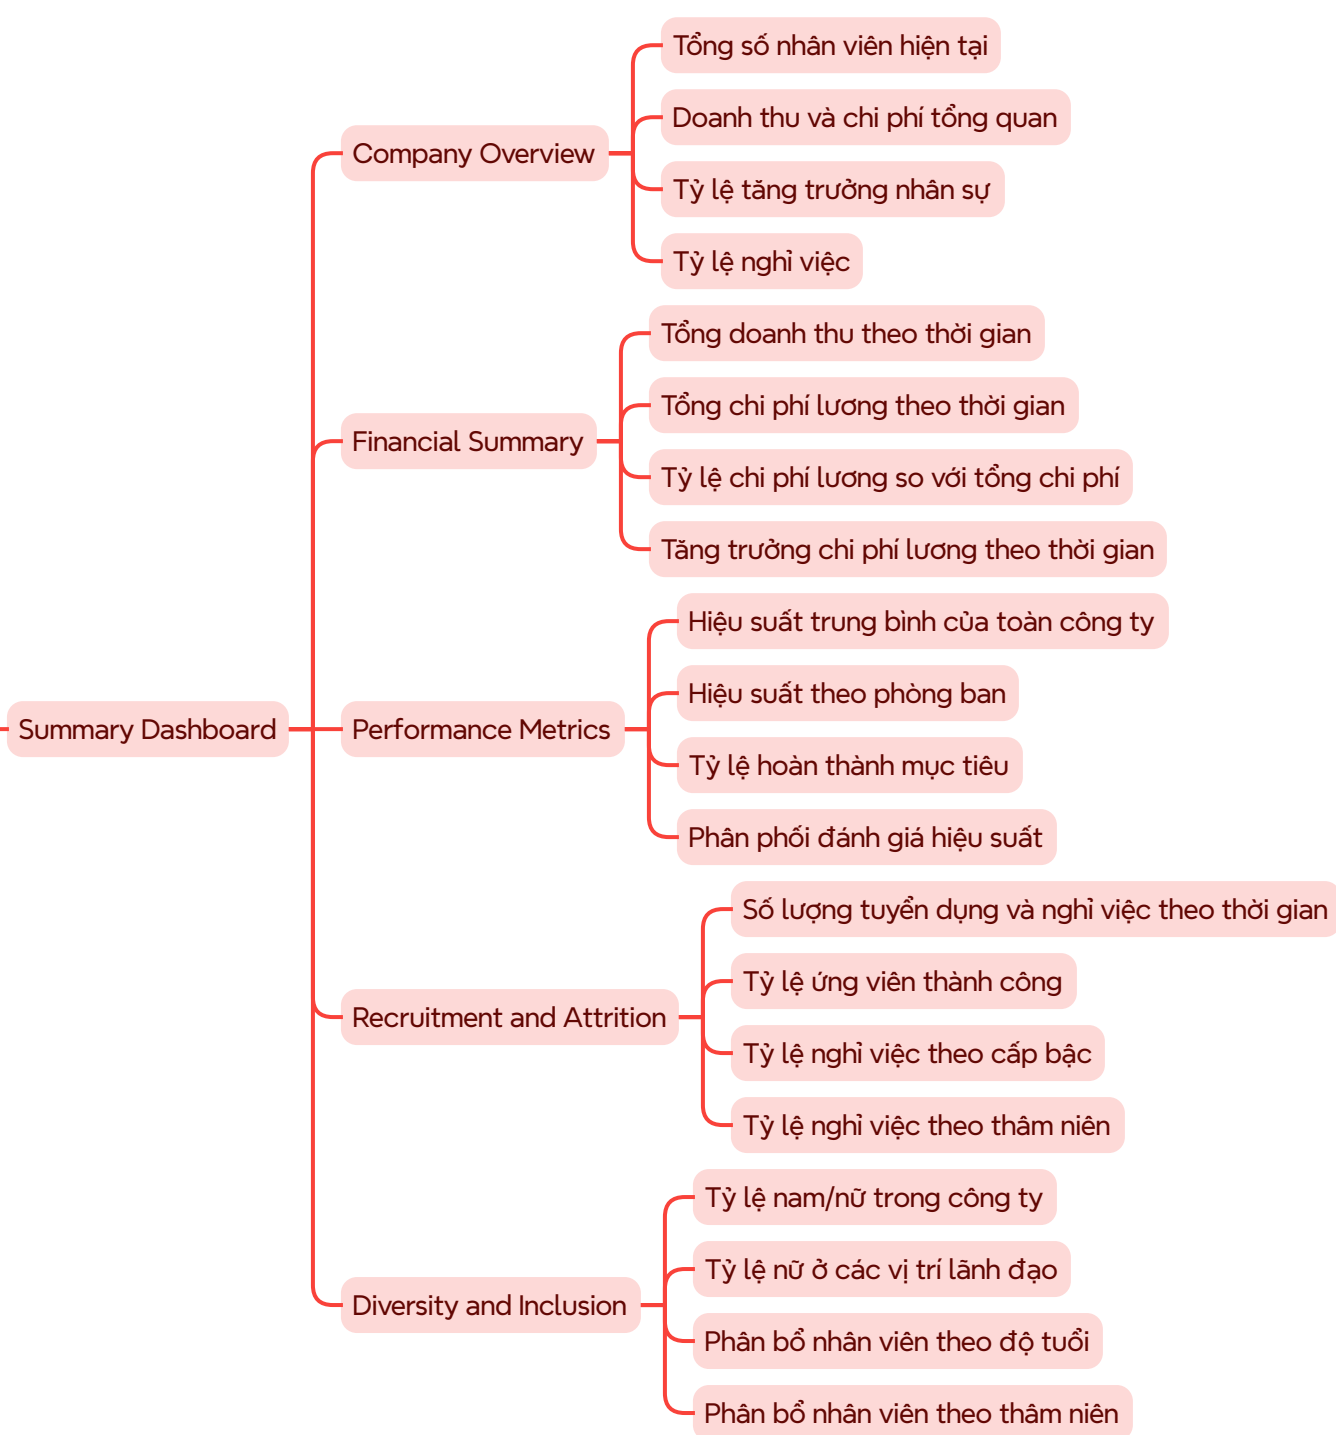 Summary Dashboard
Company Overview
Tổng số nhân viên hiện tại
Doanh thu và chi phí tổng quan
Tỷ lệ tăng trưởng nhân sự
Tỷ lệ nghỉ việc
Financial Summary
Tổng doanh thu theo thời gian
Tổng chi phí lương theo thời gian
Tỷ lệ chi phí lương so với tổng chi phí
Tăng trưởng chi phí lương theo thời gian
Performance Metrics
Hiệu suất trung bình của toàn công ty
Hiệu suất theo phòng ban
Tỷ lệ hoàn thành mục tiêu
Phân phối đánh giá hiệu suất
Recruitment and Attrition
Số lượng tuyển dụng và nghỉ việc theo thời gian
Tỷ lệ ứng viên thành công
Tỷ lệ nghỉ việc theo cấp bậc
Tỷ lệ nghỉ việc theo thâm niên
Diversity and Inclusion
Tỷ lệ nam/nữ trong công ty
Tỷ lệ nữ ở các vị trí lãnh đạo
Phân bổ nhân viên theo độ tuổi
Phân bổ nhân viên theo thâm niên